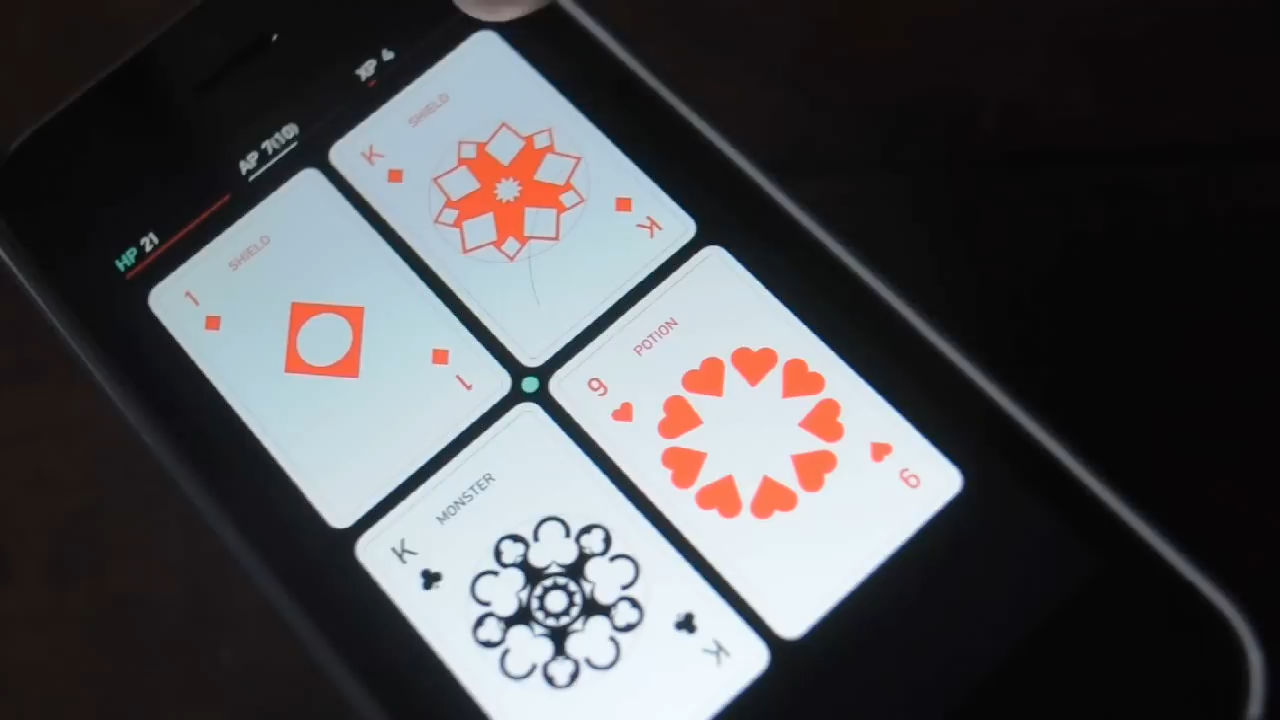 HP 21
AP 7(10)
XP 4
1
SHIELD
1
K
SHIELD
K
K
MONSTER
K
9
POTION
9